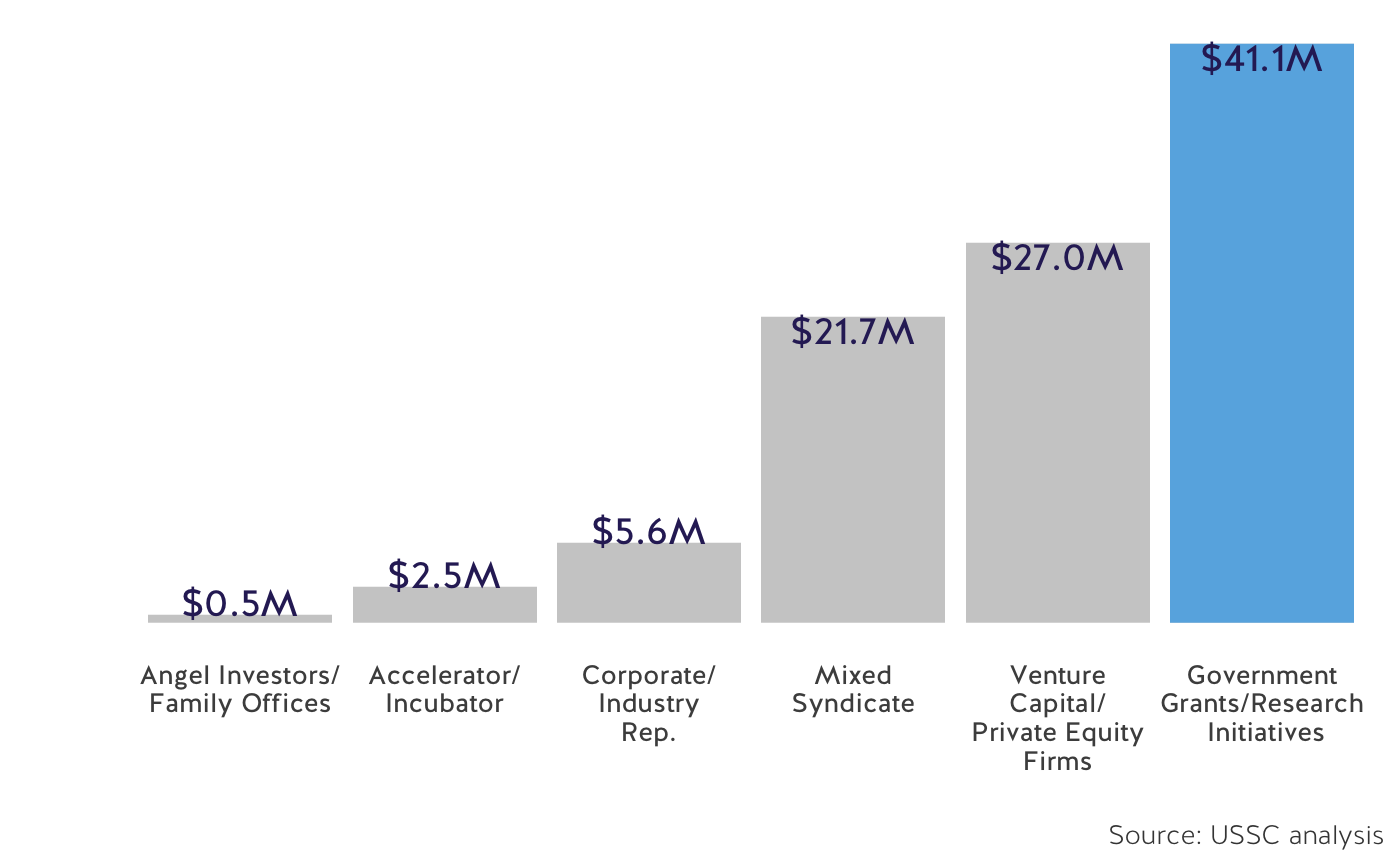 $41.1M
$27.0M
$21.7M
$5.6M
$2.5M
$0.5M
Angel Investors/
Family Offices
Accelerator/
Incubator
Corporate/
Industry
Rep.
Mixed
Syndicate
Venture
Capital/
Private Equity
Firms
Government
Grants/Research
Initiatives
Source: USSC analysis